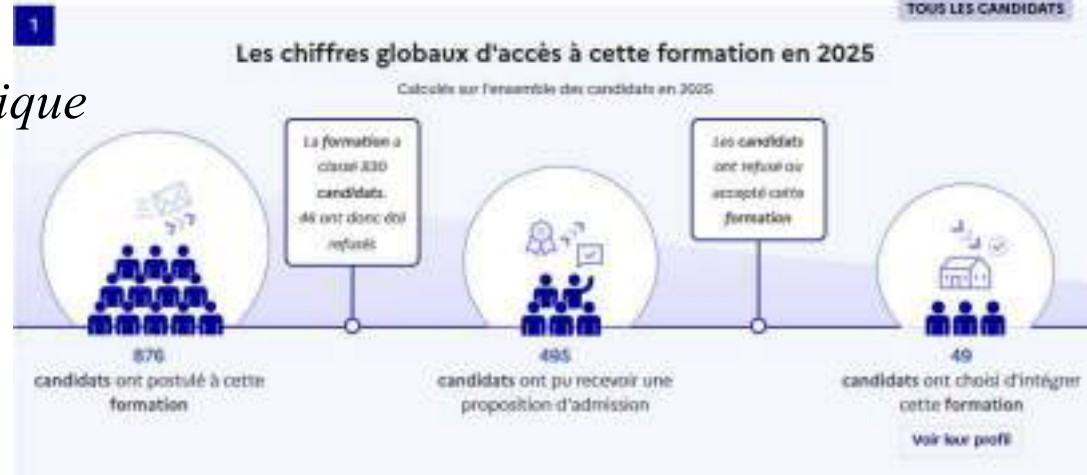 TOUS LES CANDIDATS
1
Les chiffres globaux d'accès à cette formation en 2025
ique
Calculés sur l'ensemble des candidats en 2025
La formation a
classé 830
candidats.
46 ont donc été
refusés
Les candidats
ont refusé ou
accepté cette
formation
876
candidats ont postulé à cette
formation
495
candidats ont pu recevoir une
proposition d'admission
49
candidats ont choisi d'intégrer
cette formation
Voir leur profil